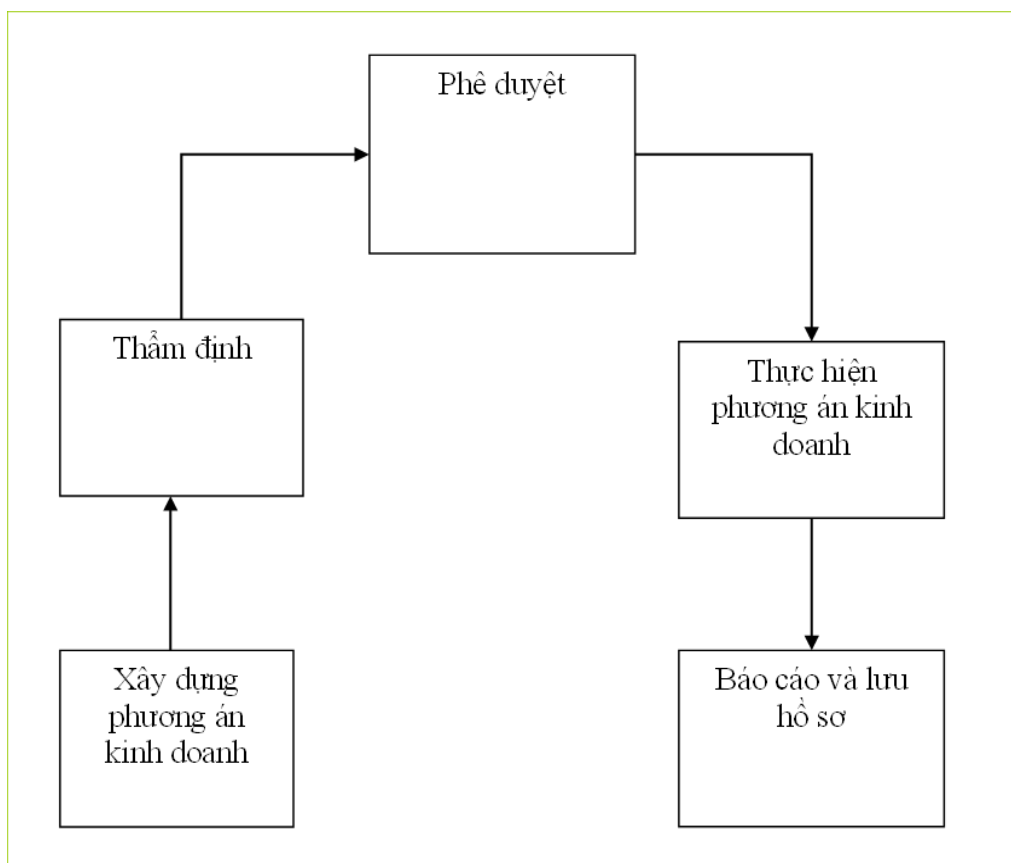 Phê duyệt
Thẩm định
Thực hiện
phương án kinh
doanh
Xây dựng
phương án
kinh doanh
Báo cáo và lưu
hồ sơ